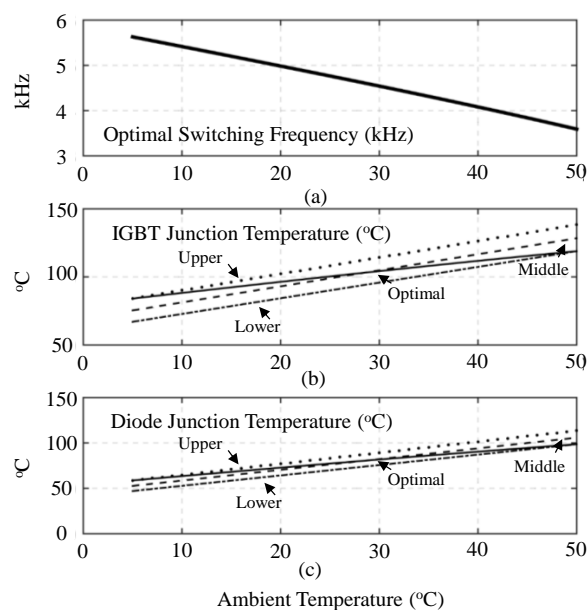 6
5
4
3
kHz
Optimal Switching Frequency (kHz)
0 10 20 30 40 50
(a)
150
100
50
°C
IGBT Junction Temperature (°C)
Upper
Middle
Optimal
Lower
0 10 20 30 40 50
(b)
150
100
50
0
°C
Diode Junction Temperature (°C)
Upper
Middle
Optimal
Lower
0 10 20 30 40 50
(c)
Ambient Temperature (°C)